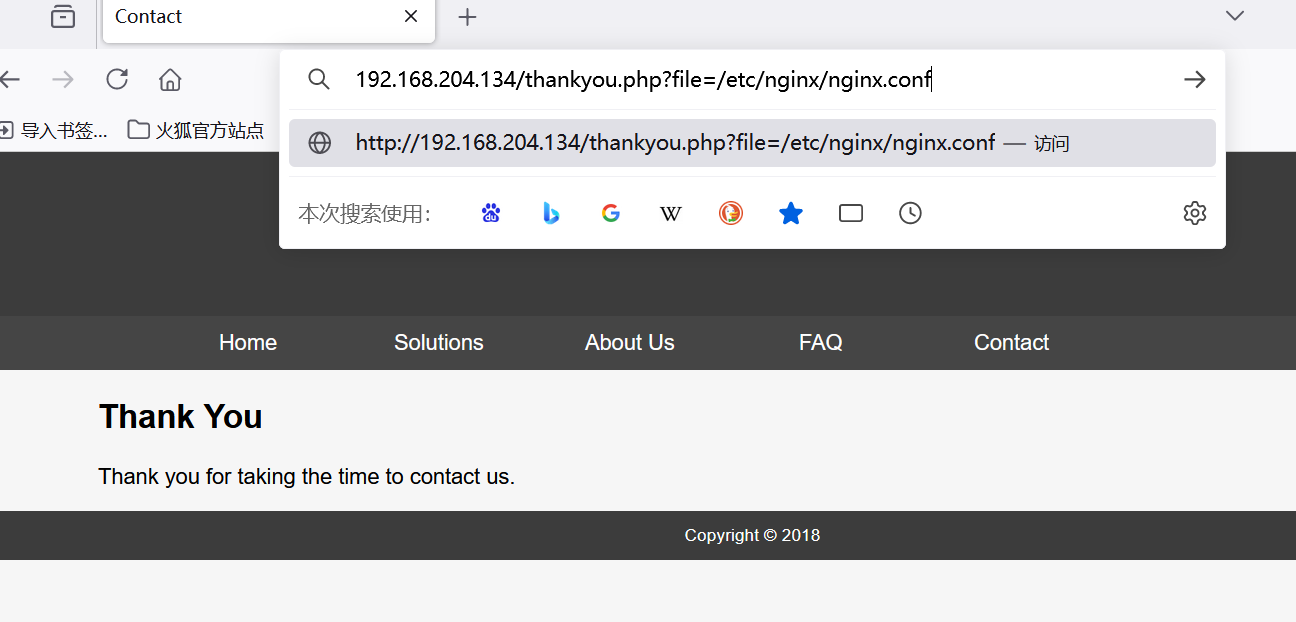 Contact
192.168.204.134/thankyou.php?file=/etc/nginx/nginx.conf
http://192.168.204.134/thankyou.php?file=/etc/nginx/nginx.conf — 访问
导入书签... 火狐官方站点
本次搜索使用：
Home Solutions About Us FAQ Contact
Thank You
Thank you for taking the time to contact us.
Copyright © 2018